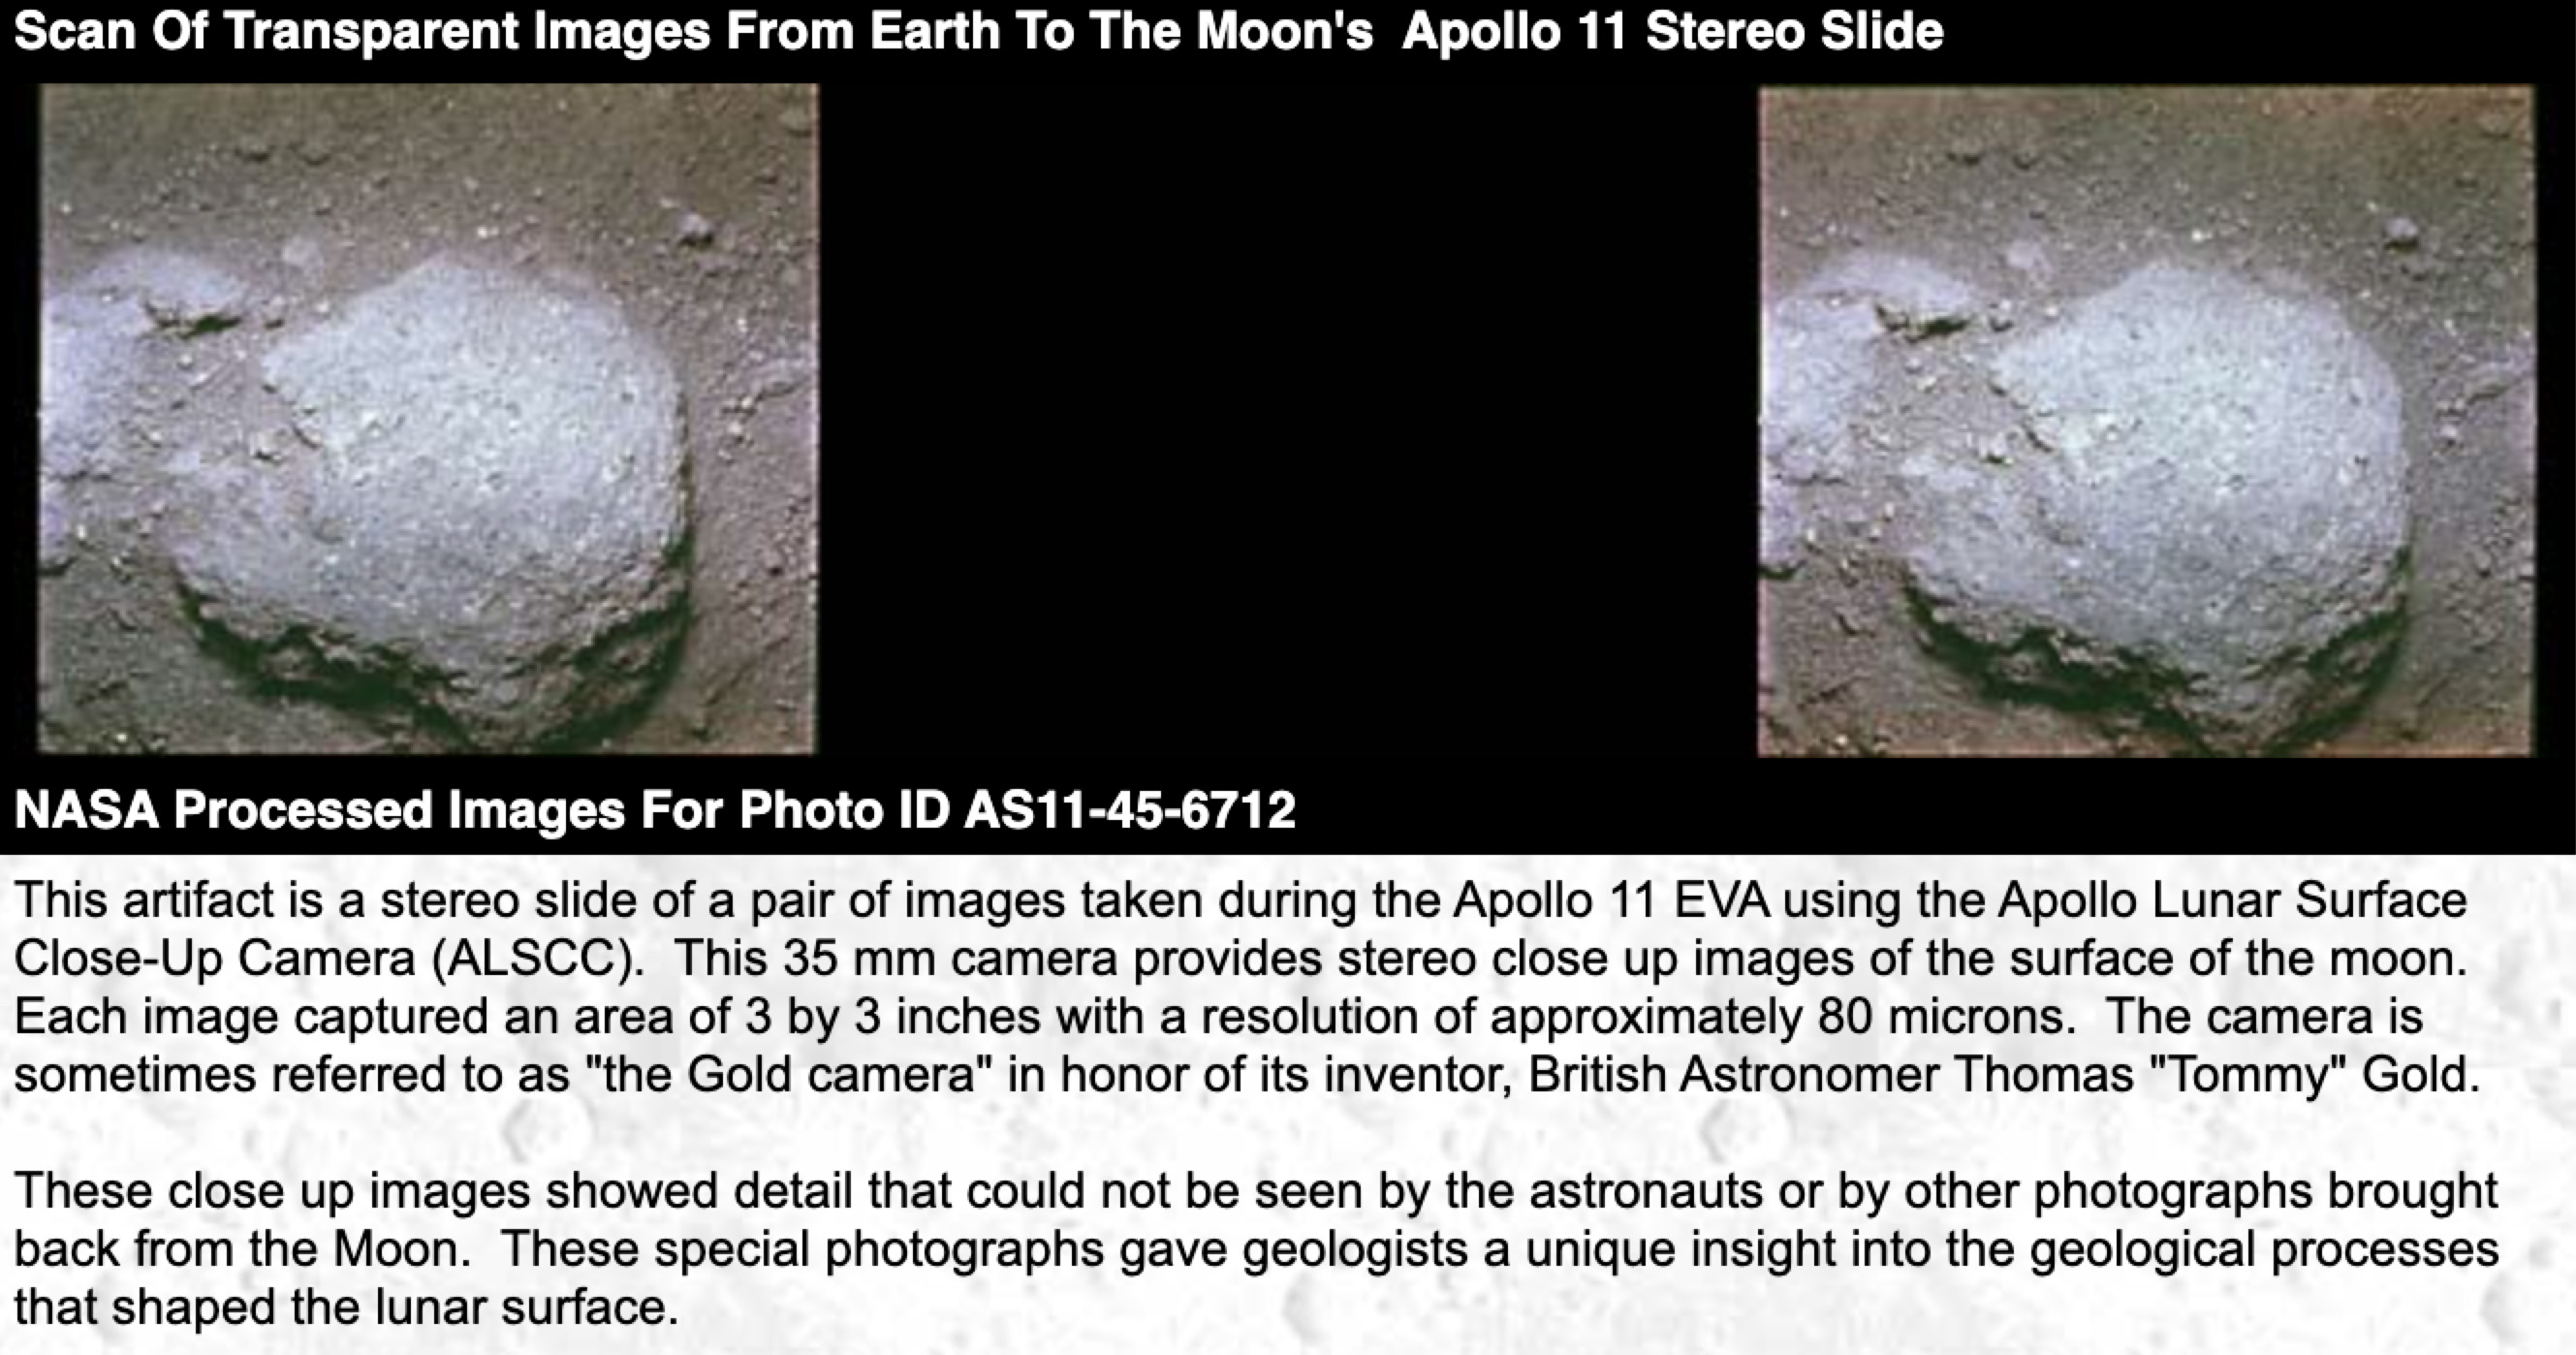 Scan Of Transparent Images From Earth To The Moon's  Apollo 11 Stereo Slide
NASA Processed Images For Photo ID AS11-45-6712
This artifact is a stereo slide of a pair of images taken during the Apollo 11 EVA using the Apollo Lunar Surface
Close-Up Camera (ALSCC).  This 35 mm camera provides stereo close up images of the surface of the moon.
Each image captured an area of 3 by 3 inches with a resolution of approximately 80 microns.  The camera is
sometimes referred to as "the Gold camera" in honor of its inventor, British Astronomer Thomas "Tommy" Gold.
These close up images showed detail that could not be seen by the astronauts or by other photographs brought
back from the Moon.  These special photographs gave geologists a unique insight into the geological processes
that shaped the lunar surface.